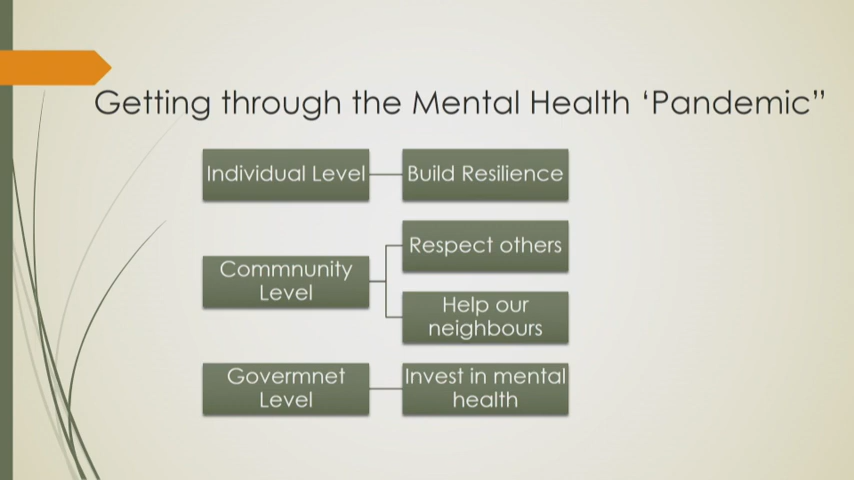 Getting through the Mental Health ‘Pandemic”
Individual Level
Build Resilience
Commnunity
Level
Respect others
Help our
neighbours
Govermnet
Level
Invest in mental
health